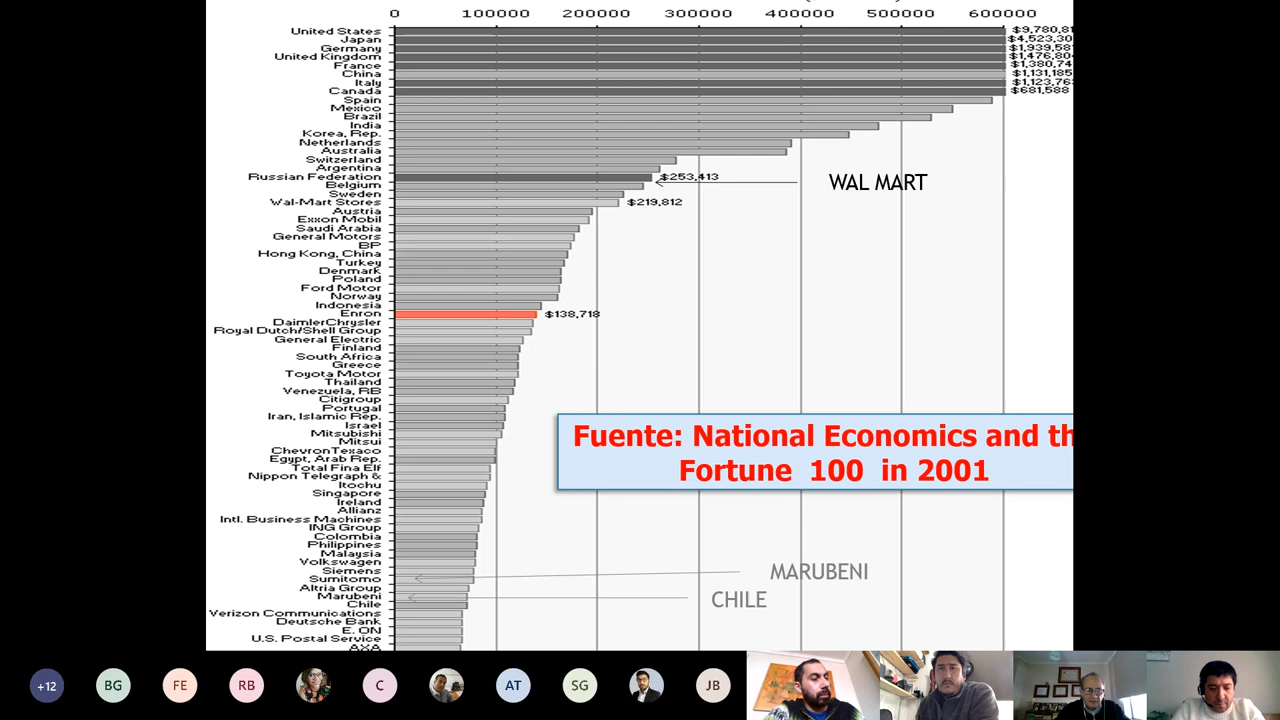 0 100000 200000 300000 400000 500000 600000
United States
Japan
Germany
United Kingdom
France
China
Italy
Canada $681,588
Spain
Mexico
Brazil
India
Korea, Rep.
Netherlands
Australia
Switzerland
Argentina
Russian Federation $253,413
Belgium
WAL MART
Sweden
Wal-Mart Stores $219,812
Austria
Exxon Mobil
Saudi Arabia
General Motors
BP
Hong Kong, China
Turkey
Denmark
Poland
Ford Motor
Norway
Indonesia
Enron $138,718
DaimlerChrysler
Royal Dutch/Shell Group
General Electric
Finland
South Africa
Greece
Toyota Motor
Thailand
Venezuela, RB
Citigroup
Portugal
Iran, Islamic Rep.
Israel
Mitsubishi
Mitsui
ChevronTexaco
Egypt, Arab Rep.
Total Fina Elf
Nippon Telegraph &
Itochu
Singapore
Ireland
Allianz
Intl. Business Machines
ING Group
Colombia
Philippines
Malaysia
Volkswagen
Siemens
Sumitomo
Altria Group
Marubeni
Chile
Verizon Communications
Deutsche Bank
E. ON
U.S. Postal Service
AXA
Fuente: National Economics and th
Fortune 100 in 2001
MARUBENI
CHILE
+12 BG FE RB C AT SG JB